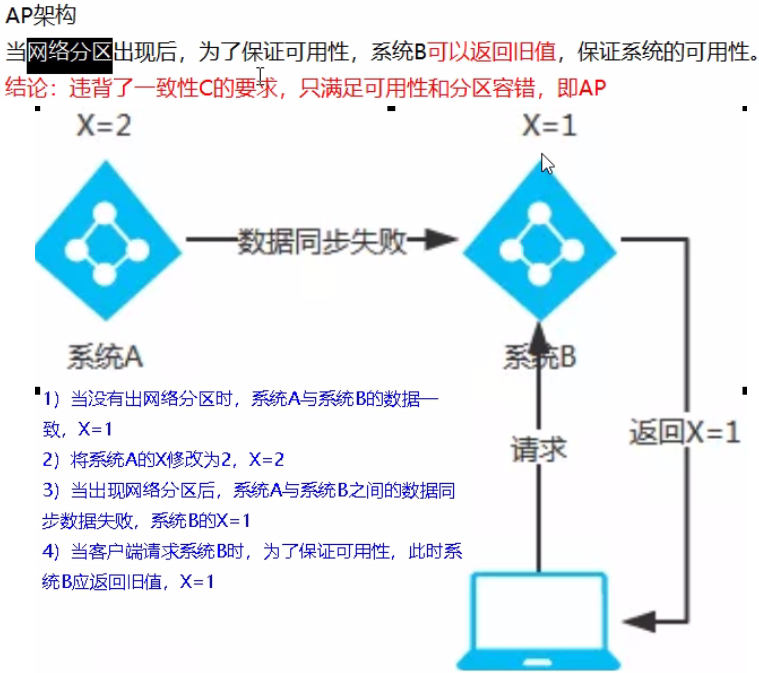 AP架构
当网络分区出现后，为了保证可用性，系统B可以返回旧值，保证系统的可用性。
结论：违背了一致性C的要求，只满足可用性和分区容错，即AP
X=2
X=1
数据同步失败
系统A
系统B
1）当没有出网络分区时，系统A与系统B的数据一
致，X=1
2）将系统A的X修改为2，X=2
3）当出现网络分区后，系统A与系统B之间的数据同
步数据失败，系统B的X=1
4）当客户端请求系统B时，为了保证可用性，此时系
统B应返回旧值，X=1
请求
返回X=1